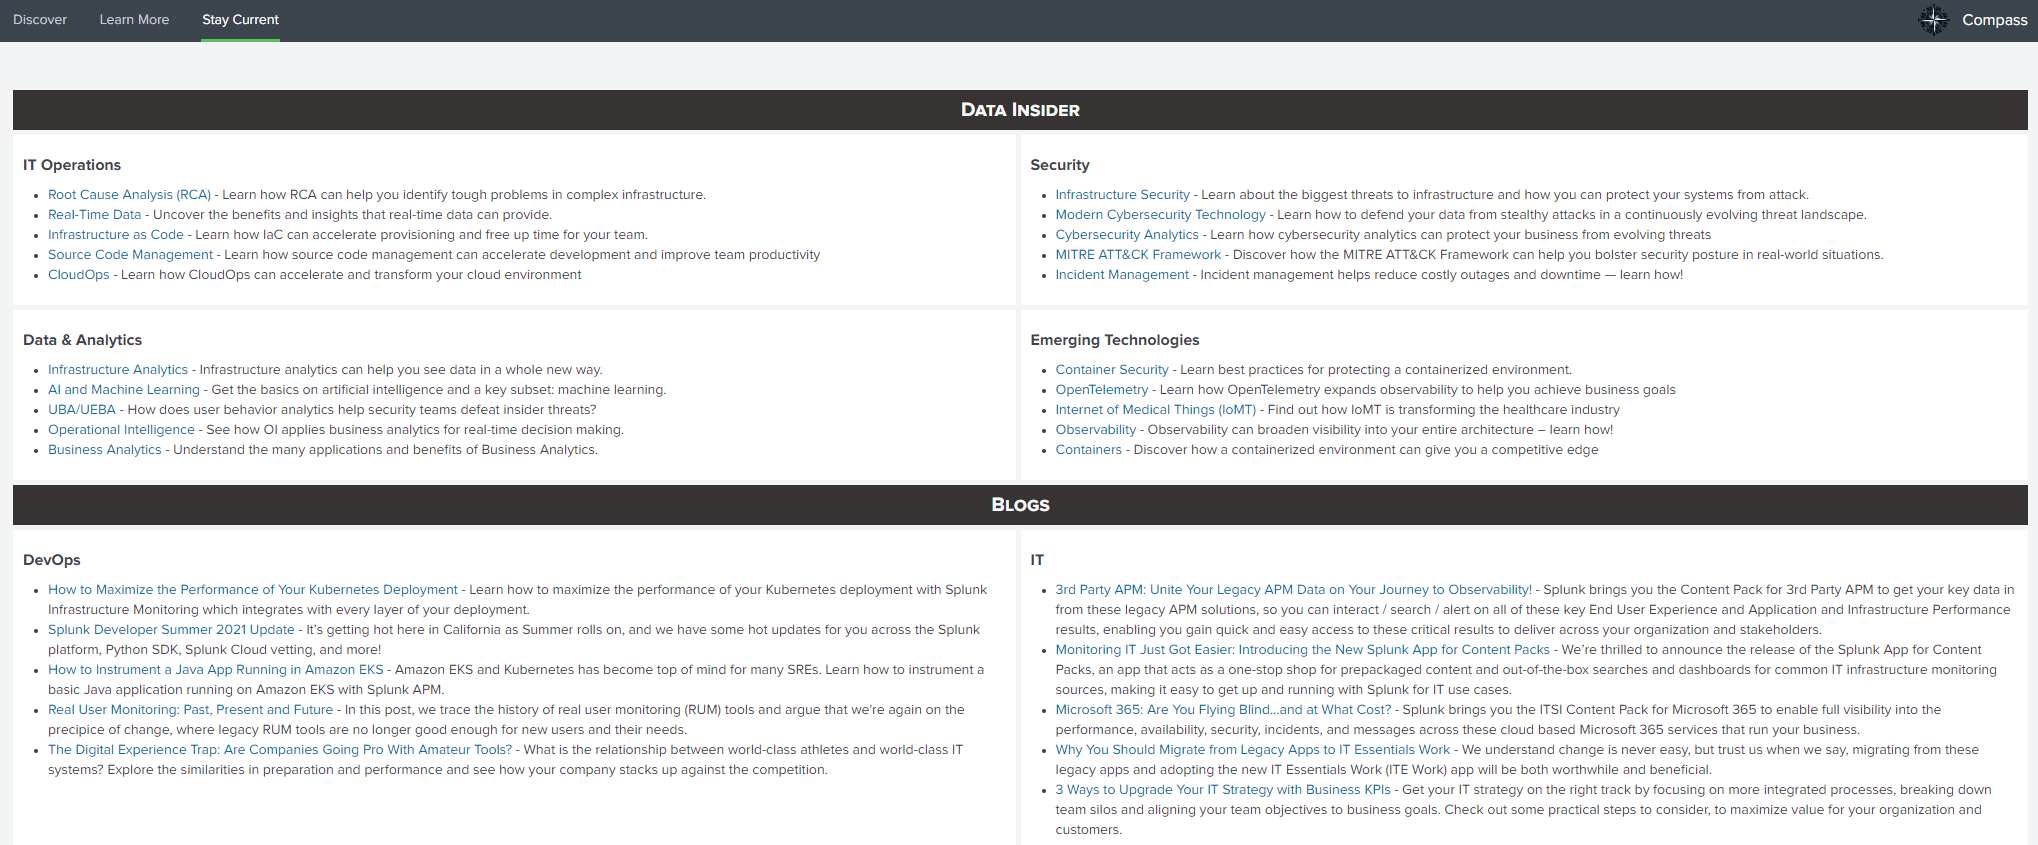 Discover Learn More Stay Current Compass
DATA INSIDER
IT Operations
Root Cause Analysis (RCA) - Learn how RCA can help you identify tough problems in complex infrastructure.
Real-Time Data - Uncover the benefits and insights that real-time data can provide.
Infrastructure as Code - Learn how IaC can accelerate provisioning and free up time for your team.
Source Code Management - Learn how source code management can accelerate development and improve team productivity
CloudOps - Learn how CloudOps can accelerate and transform your cloud environment
Security
Infrastructure Security - Learn about the biggest threats to infrastructure and how you can protect your systems from attack.
Modern Cybersecurity Technology - Learn how to defend your data from stealthy attacks in a continuously evolving threat landscape.
Cybersecurity Analytics - Learn how cybersecurity analytics can protect your business from evolving threats
MITRE ATT&CK Framework - Discover how the MITRE ATT&CK Framework can help you bolster security posture in real-world situations.
Incident Management - Incident management helps reduce costly outages and downtime — learn how!
Data & Analytics
Infrastructure Analytics - Infrastructure analytics can help you see data in a whole new way.
AI and Machine Learning - Get the basics on artificial intelligence and a key subset: machine learning.
UBA/UEBA - How does user behavior analytics help security teams defeat insider threats?
Operational Intelligence - See how OI applies business analytics for real-time decision making.
Business Analytics - Understand the many applications and benefits of Business Analytics.
Emerging Technologies
Container Security - Learn best practices for protecting a containerized environment.
OpenTelemetry - Learn how OpenTelemetry expands observability to help you achieve business goals
Internet of Medical Things (IoMT) - Find out how IoMT is transforming the healthcare industry
Observability - Observability can broaden visibility into your entire architecture – learn how!
Containers - Discover how a containerized environment can give you a competitive edge
BLOGS
DevOps
How to Maximize the Performance of Your Kubernetes Deployment - Learn how to maximize the performance of your Kubernetes deployment with Splunk
Infrastructure Monitoring which integrates with every layer of your deployment.
Splunk Developer Summer 2021 Update - It's getting hot here in California as Summer rolls on, and we have some hot updates for you across the Splunk
platform, Python SDK, Splunk Cloud vetting, and more!
How to Instrument a Java App Running in Amazon EKS - Amazon EKS and Kubernetes has become top of mind for many SREs. Learn how to instrument a
basic Java application running on Amazon EKS with Splunk APM.
Real User Monitoring: Past, Present and Future - In this post, we trace the history of real user monitoring (RUM) tools and argue that we're again on the
precipice of change, where legacy RUM tools are no longer good enough for new users and their needs.
The Digital Experience Trap: Are Companies Going Pro With Amateur Tools? - What is the relationship between world-class athletes and world-class IT
systems? Explore the similarities in preparation and performance and see how your company stacks up against the competition.
IT
3rd Party APM: Unite Your Legacy APM Data on Your Journey to Observability! - Splunk brings you the Content Pack for 3rd Party APM to get your key data in
from these legacy APM solutions, so you can interact / search / alert on all of these key End User Experience and Application and Infrastructure Performance
results, enabling you gain quick and easy access to these critical results to deliver across your organization and stakeholders.
Monitoring IT Just Got Easier: Introducing the New Splunk App for Content Packs - We're thrilled to announce the release of the Splunk App for Content
Packs, an app that acts as a one-stop shop for prepackaged content and out-of-the-box searches and dashboards for common IT infrastructure monitoring
sources, making it easy to get up and running with Splunk for IT use cases.
Microsoft 365: Are You Flying Blind...and at What Cost? - Splunk brings you the ITSI Content Pack for Microsoft 365 to enable full visibility into the
performance, availability, security, incidents, and messages across these cloud based Microsoft 365 services that run your business.
Why You Should Migrate from Legacy Apps to IT Essentials Work - We understand change is never easy, but trust us when we say, migrating from these
legacy apps and adopting the new IT Essentials Work (ITE Work) app will be both worthwhile and beneficial.
3 Ways to Upgrade Your IT Strategy with Business KPIs - Get your IT strategy on the right track by focusing on more integrated processes, breaking down
team silos and aligning your team objectives to business goals. Check out some practical steps to consider, to maximize value for your organization and
customers.